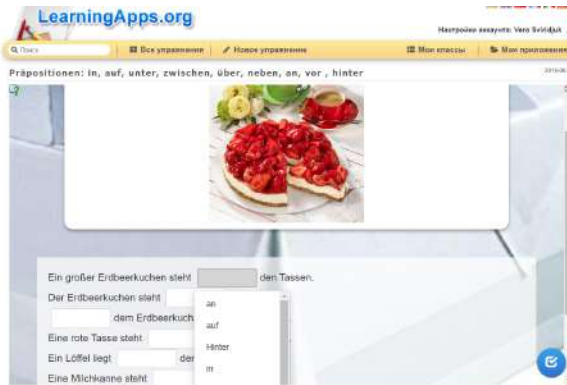 LearningApps.org
Настройки аккаунта: Vera Sviridjuk
Поиск
Все упражнения
Новое упражнение
Мои классы
Мои приложения
Präpositionen: in, auf, unter, zwischen, über, neben, an, vor , hinter
Ein großer Erdbeerkuchen steht den Tassen.
Der Erdbeerkuchen steht
dem Erdbeerkuch
Eine rote Tasse steht
Ein Löffel liegt der
Eine Milchkanne steht
an
auf
Hinter
in